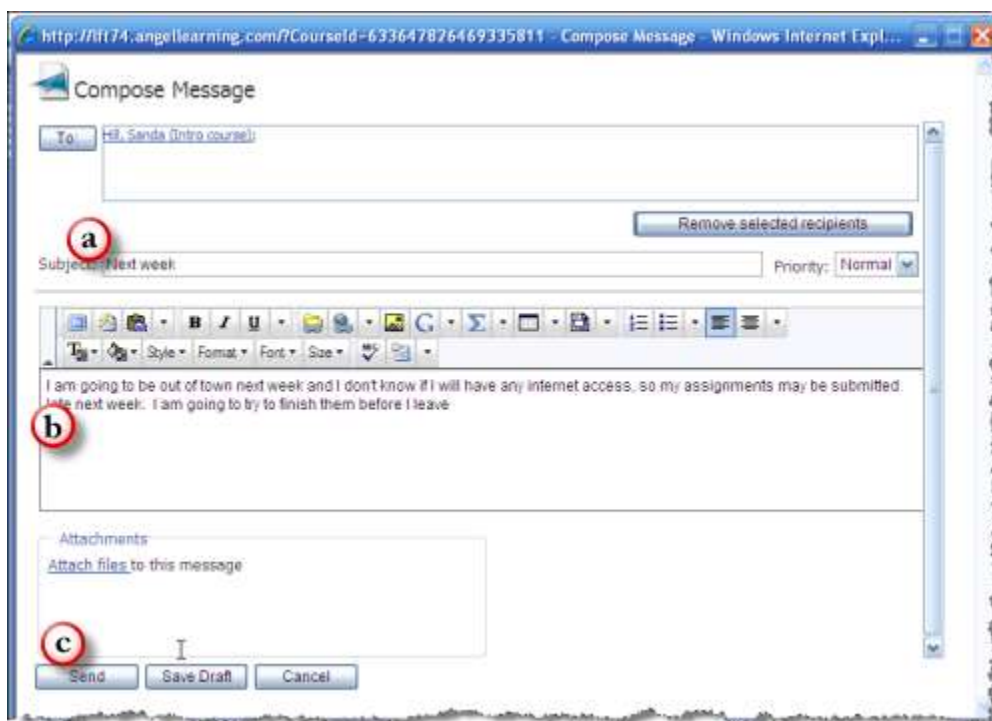 http://lift74.angellearning.com/?CourseId=633647826469335811 - Compose Message - Windows Internet Expl...
Compose Message
To
Hill, Sanda (Intro course);
Remove selected recipients
a
Subject: Next week
Priority: Normal
B I U G Σ
Style Format Font Size
I am going to be out of town next week and I don't know if I will have any internet access, so my assignments may be submitted
late next week. I am going to try to finish them before I leave
b
Attachments
Attach files to this message
c
Send Save Draft Cancel